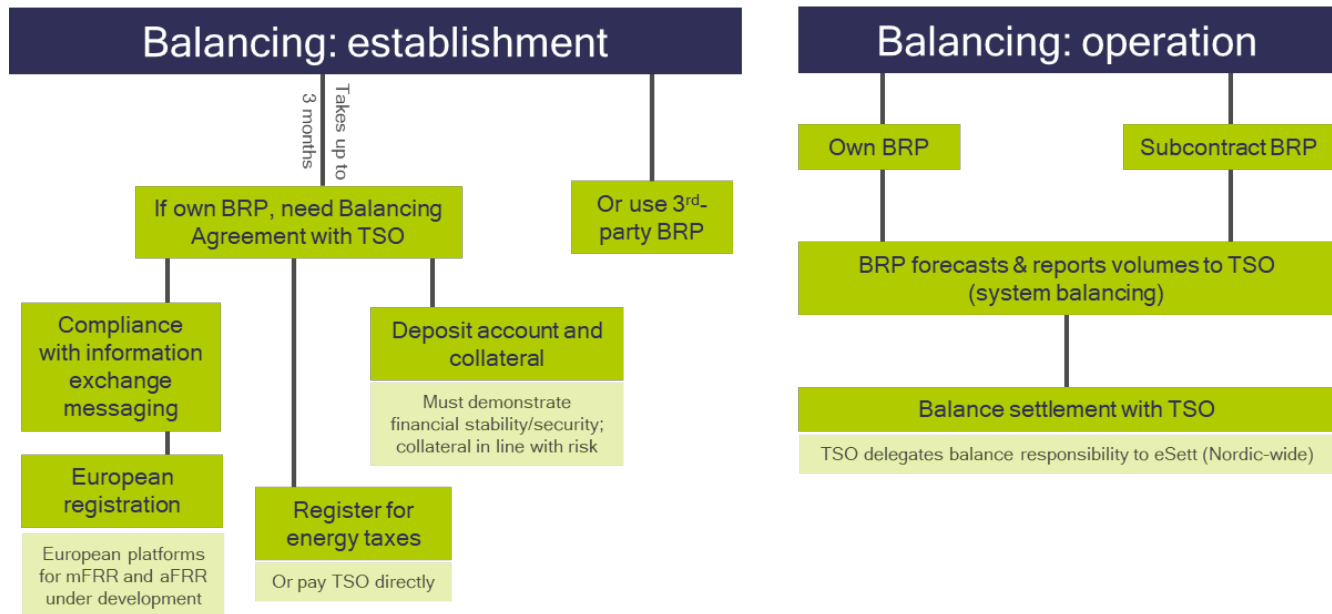 Balancing: establishment
Takes up to
3 months
If own BRP, need Balancing
Agreement with TSO
Or use 3rd-
party BRP
Compliance
with information
exchange
messaging
Deposit account and
collateral
Must demonstrate
financial stability/security;
collateral in line with risk
European
registration
European platforms
for mFRR and aFRR
under development
Register for
energy taxes
Or pay TSO directly
Balancing: operation
Own BRP
Subcontract BRP
BRP forecasts & reports volumes to TSO
(system balancing)
Balance settlement with TSO
TSO delegates balance responsibility to eSett (Nordic-wide)